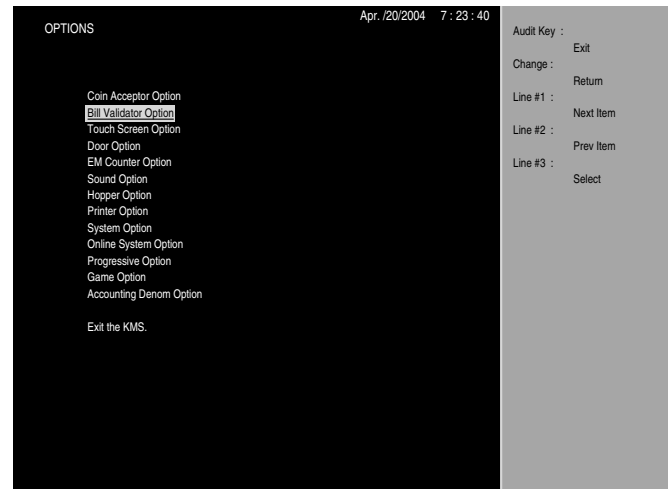 OPTIONS
Apr. /20/2004 7 : 23 : 40
Coin Acceptor Option
Bill Validator Option
Touch Screen Option
Door Option
EM Counter Option
Sound Option
Hopper Option
Printer Option
System Option
Online System Option
Progressive Option
Game Option
Accounting Denom Option
Exit the KMS.
Audit Key :
Exit
Change :
Return
Line #1 :
Next Item
Line #2 :
Prev Item
Line #3 :
Select